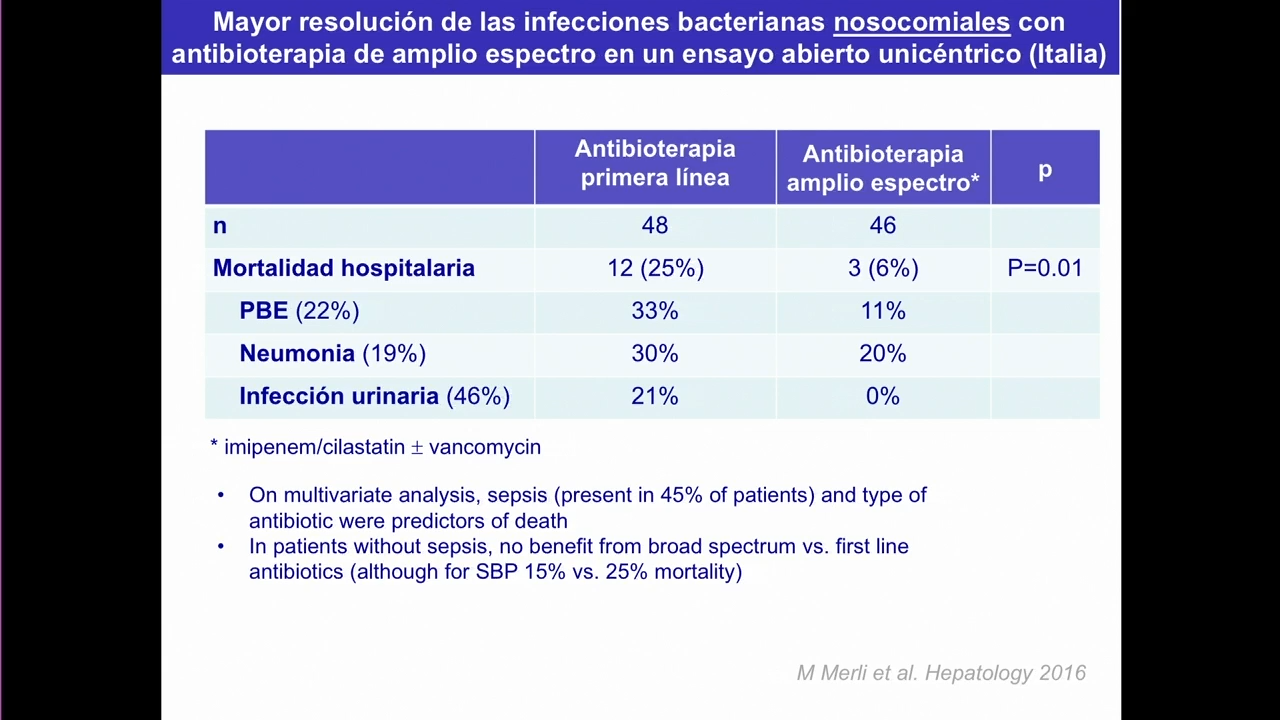 Mayor resolución de las infecciones bacterianas nosocomiales con
antibioterapia de amplio espectro en un ensayo abierto unicéntrico (Italia)
Antibioterapia primera línea
Antibioterapia amplio espectro*
p
n 48 46
Mortalidad hospitalaria 12 (25%) 3 (6%) P=0.01
PBE (22%) 33% 11%
Neumonia (19%) 30% 20%
Infección urinaria (46%) 21% 0%
* imipenem/cilastatin ± vancomycin
• On multivariate analysis, sepsis (present in 45% of patients) and type of
antibiotic were predictors of death
• In patients without sepsis, no benefit from broad spectrum vs. first line
antibiotics (although for SBP 15% vs. 25% mortality)
M Merli et al. Hepatology 2016